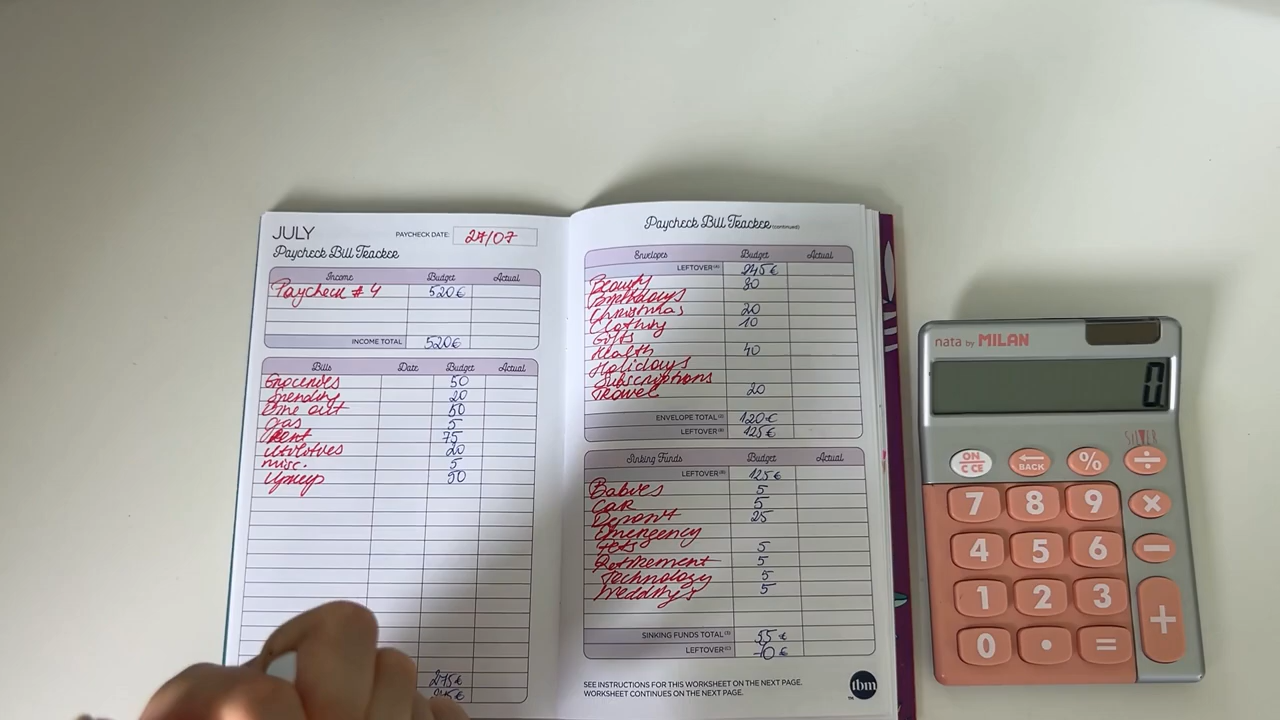 JULY
PAYCHECK DATE: 27/07
Paycheck Bill Tracker
Income Budget Actual
Paycheck #4 520€
INCOME TOTAL 520€
Bills Date Budget Actual
Groceries 50
Spending 20
Dine out 50
Gas 5
Rent 75
Utilities 20
Misc. 5
50
275€
Paycheck Bill Tracker (continued)
Envelopes Budget Actual
LEFTOVER (A) 245€
Beauty 30
Birthdays
Christmas 20
Clothing 10
Gifts
Health 40
Holidays
Subscriptions
Travel 20
ENVELOPE TOTAL (2) 120€
LEFTOVER (B) 125€
Sinking Funds Budget Actual
LEFTOVER (B) 125€
Babies 5
Car 5
Deposit 25
Emergency
Pets 5
Retirement 5
Technology 5
Weddings 5
SINKING FUNDS TOTAL (3) 55€
LEFTOVER (C)
SEE INSTRUCTIONS FOR THIS WORKSHEET ON THE NEXT PAGE.
WORKSHEET CONTINUES ON THE NEXT PAGE.
tbm
nata by MILAN
0
SILVER
ON
C CE
BACK
%
÷
7 8 9 ×
4 5 6 −
1 2 3 +
0 • =